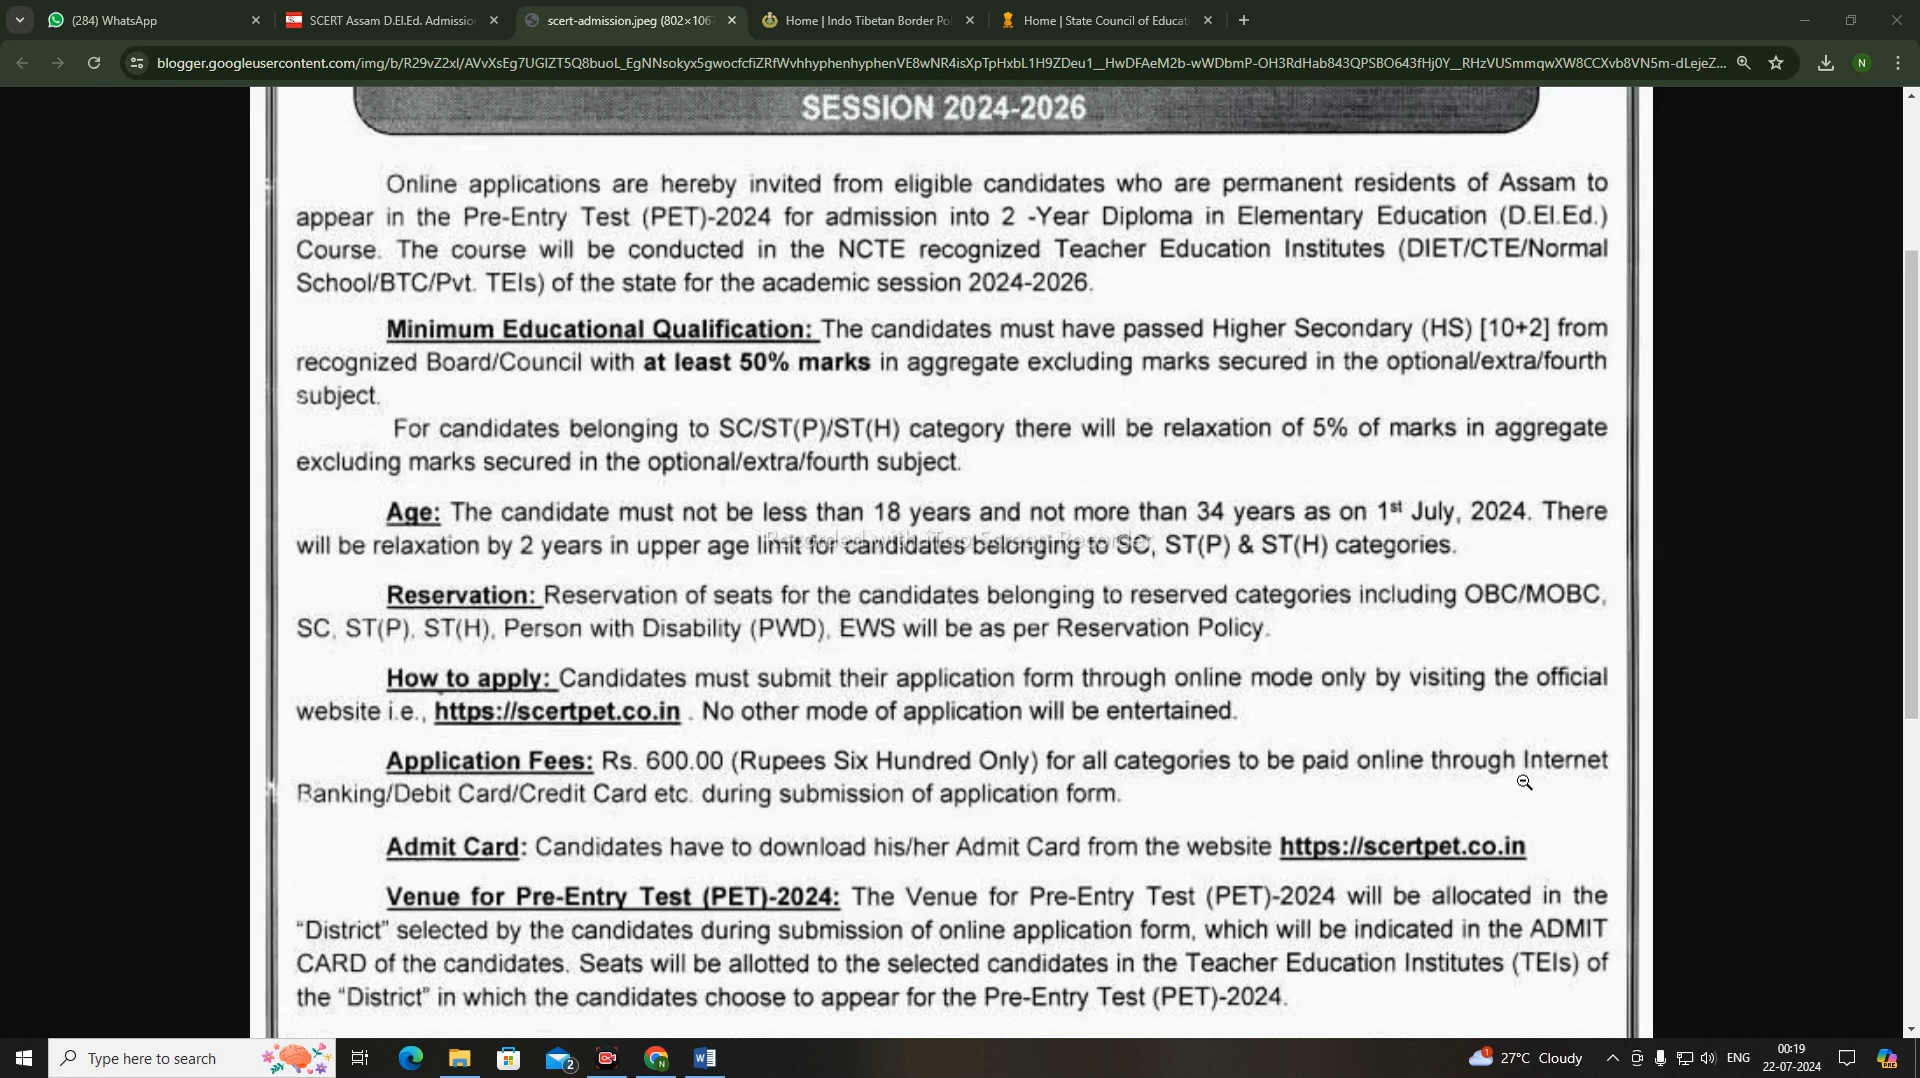 (284) WhatsApp
SCERT Assam D.El.Ed. Admissio
scert-admission.jpeg (802×106
Home | Indo Tibetan Border Po
Home | State Council of Educat
SESSION 2024-2026
Online applications are hereby invited from eligible candidates who are permanent residents of Assam to
appear in the Pre-Entry Test (PET)-2024 for admission into 2 -Year Diploma in Elementary Education (D.El.Ed.)
Course. The course will be conducted in the NCTE recognized Teacher Education Institutes (DIET/CTE/Normal
School/BTC/Pvt. TEIs) of the state for the academic session 2024-2026.
Minimum Educational Qualification: The candidates must have passed Higher Secondary (HS) [10+2] from
recognized Board/Council with at least 50% marks in aggregate excluding marks secured in the optional/extra/fourth
subject.
For candidates belonging to SC/ST(P)/ST(H) category there will be relaxation of 5% of marks in aggregate
excluding marks secured in the optional/extra/fourth subject.
Age: The candidate must not be less than 18 years and not more than 34 years as on 1st July, 2024. There
will be relaxation by 2 years in upper age limit for candidates belonging to SC, ST(P) & ST(H) categories.
Recorded with iTop Screen Recorder
Reservation: Reservation of seats for the candidates belonging to reserved categories including OBC/MOBC,
SC, ST(P), ST(H), Person with Disability (PWD), EWS will be as per Reservation Policy.
How to apply: Candidates must submit their application form through online mode only by visiting the official
website i.e., https://scertpet.co.in . No other mode of application will be entertained.
Application Fees: Rs. 600.00 (Rupees Six Hundred Only) for all categories to be paid online through Internet
Banking/Debit Card/Credit Card etc. during submission of application form.
Admit Card: Candidates have to download his/her Admit Card from the website https://scertpet.co.in
Venue for Pre-Entry Test (PET)-2024: The Venue for Pre-Entry Test (PET)-2024 will be allocated in the
"District" selected by the candidates during submission of online application form, which will be indicated in the ADMIT
CARD of the candidates. Seats will be allotted to the selected candidates in the Teacher Education Institutes (TEIs) of
the "District" in which the candidates choose to appear for the Pre-Entry Test (PET)-2024.
Type here to search
2
27°C Cloudy
ENG
00:19
22-07-2024